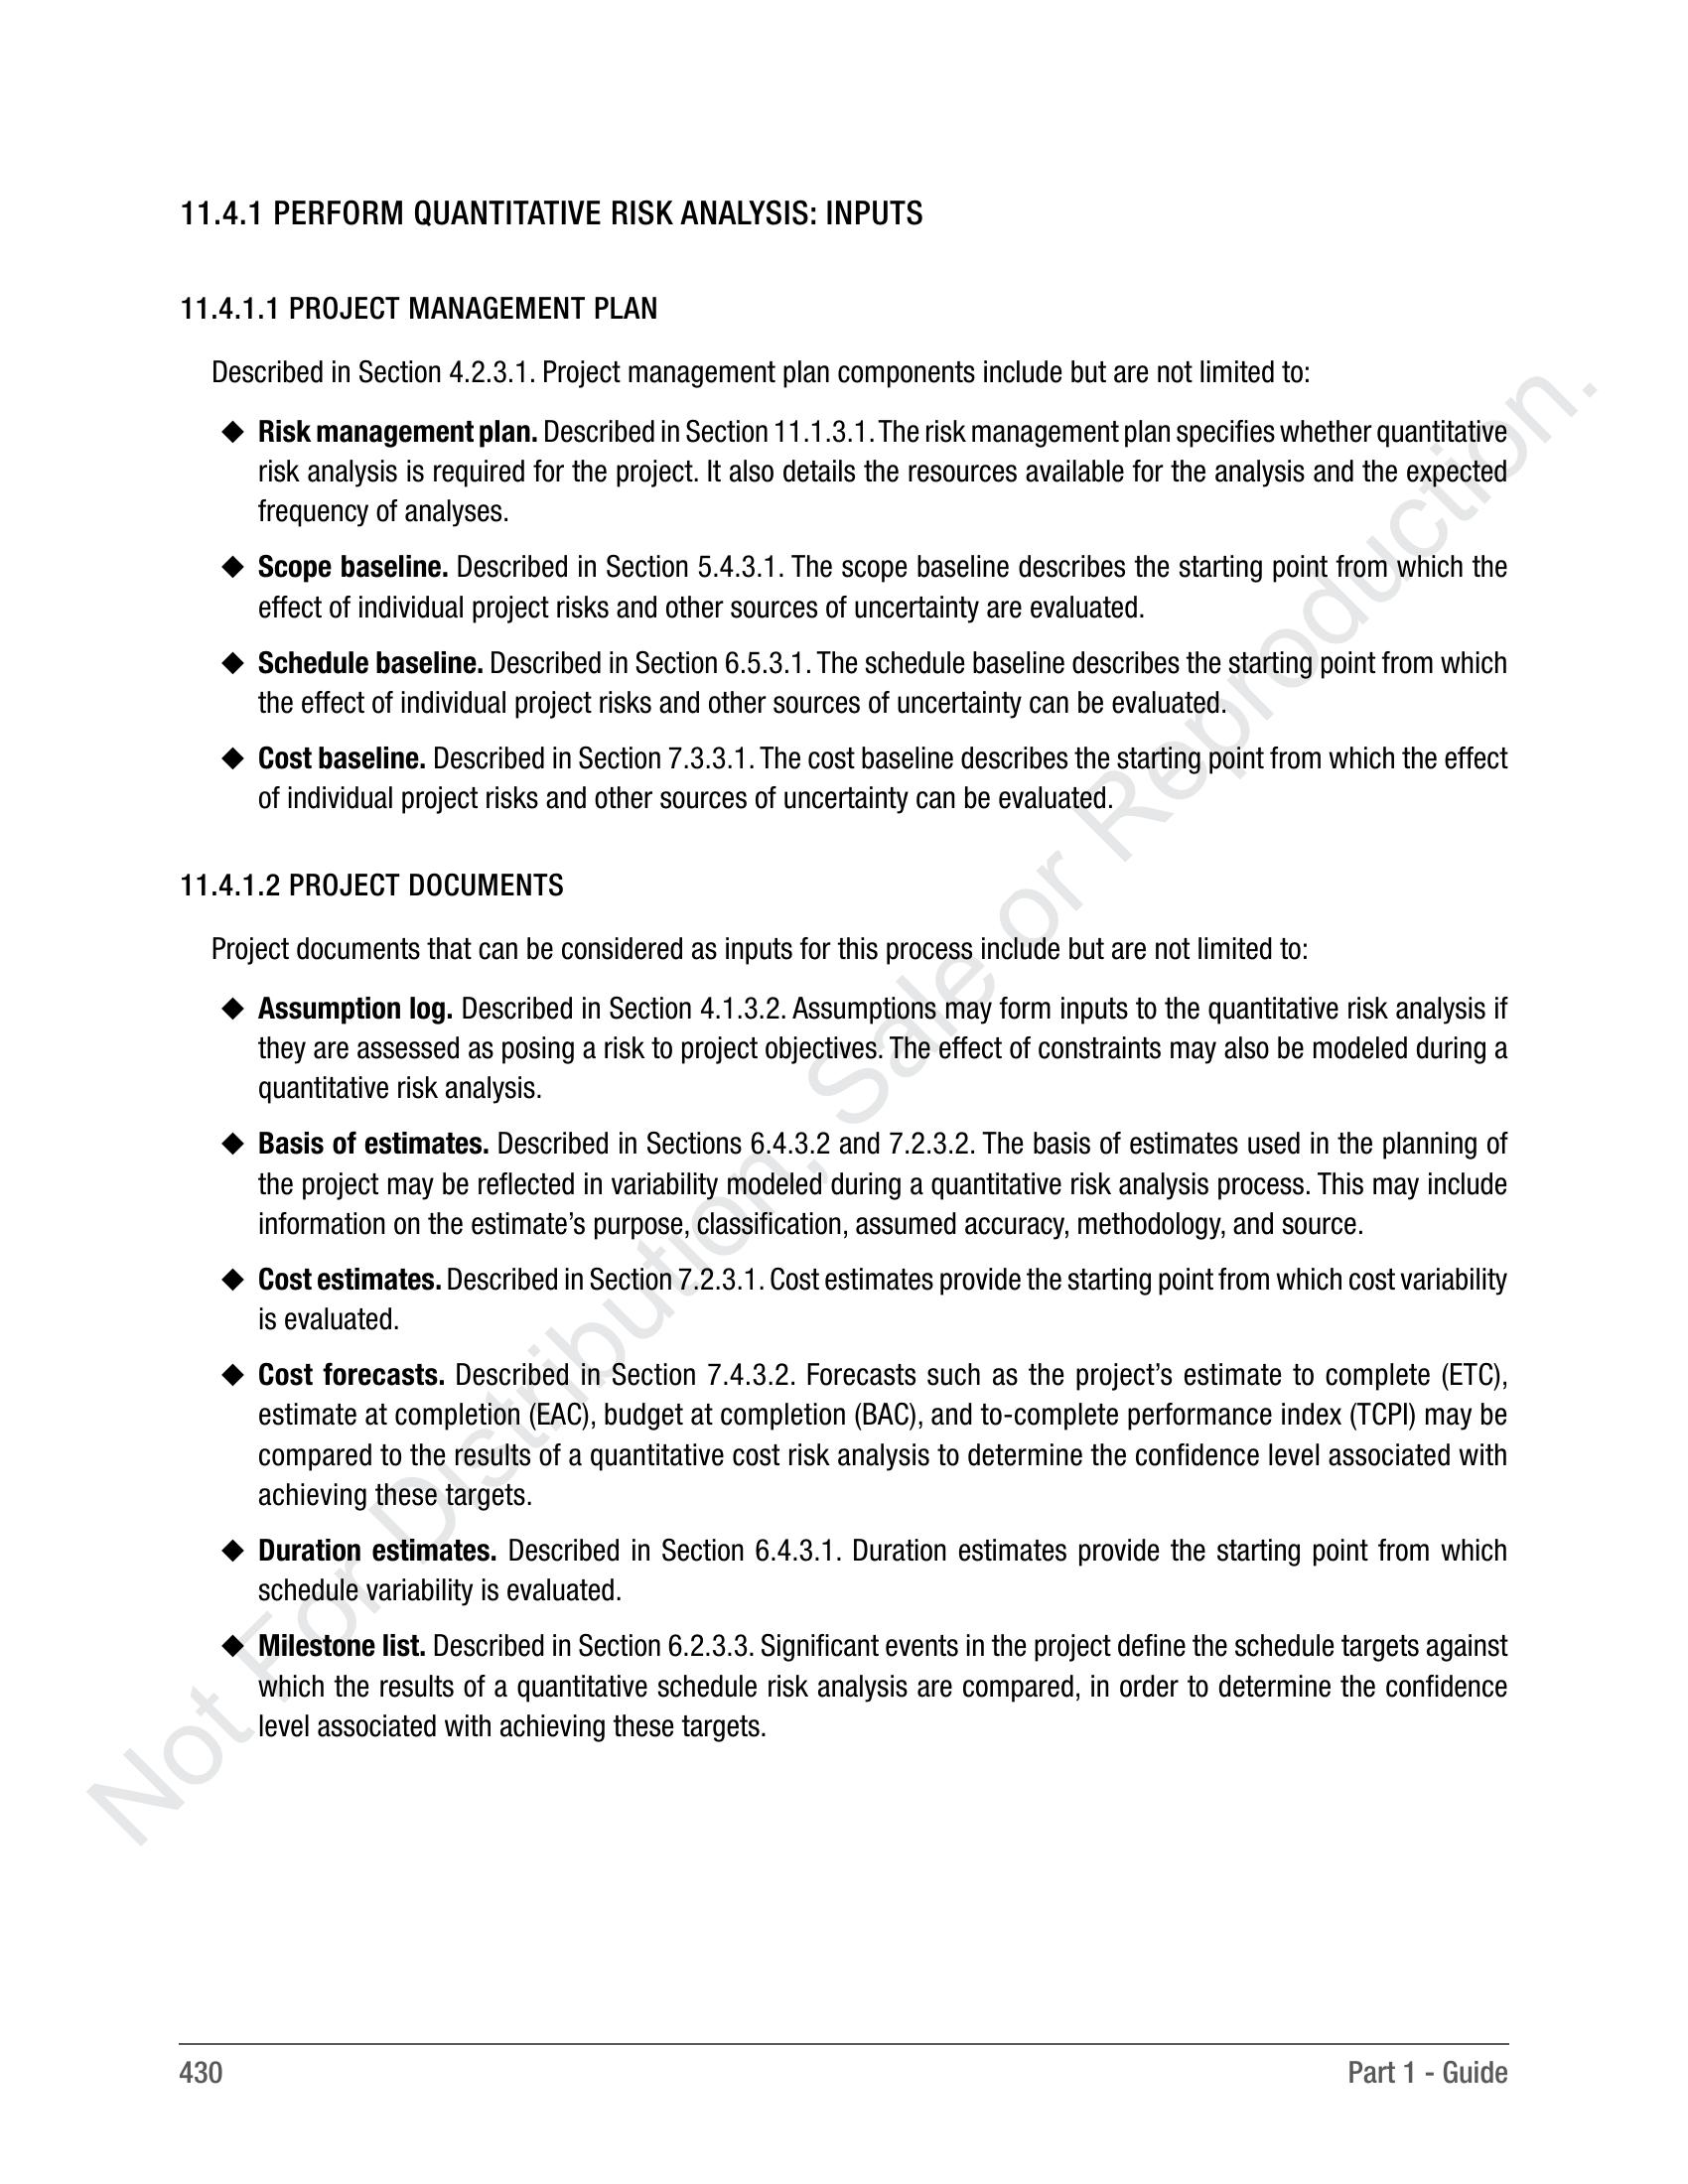 11.4.1 PERFORM QUANTITATIVE RISK ANALYSIS: INPUTS
11.4.1.1 PROJECT MANAGEMENT PLAN
Described in Section 4.2.3.1. Project management plan components include but are not limited to:
◆ Risk management plan. Described in Section 11.1.3.1. The risk management plan specifies whether quantitative
risk analysis is required for the project. It also details the resources available for the analysis and the expected
frequency of analyses.
◆ Scope baseline. Described in Section 5.4.3.1. The scope baseline describes the starting point from which the
effect of individual project risks and other sources of uncertainty are evaluated.
◆ Schedule baseline. Described in Section 6.5.3.1. The schedule baseline describes the starting point from which
the effect of individual project risks and other sources of uncertainty can be evaluated.
◆ Cost baseline. Described in Section 7.3.3.1. The cost baseline describes the starting point from which the effect
of individual project risks and other sources of uncertainty can be evaluated.
11.4.1.2 PROJECT DOCUMENTS
Project documents that can be considered as inputs for this process include but are not limited to:
◆ Assumption log. Described in Section 4.1.3.2. Assumptions may form inputs to the quantitative risk analysis if
they are assessed as posing a risk to project objectives. The effect of constraints may also be modeled during a
quantitative risk analysis.
◆ Basis of estimates. Described in Sections 6.4.3.2 and 7.2.3.2. The basis of estimates used in the planning of
the project may be reflected in variability modeled during a quantitative risk analysis process. This may include
information on the estimate’s purpose, classification, assumed accuracy, methodology, and source.
◆ Cost estimates. Described in Section 7.2.3.1. Cost estimates provide the starting point from which cost variability
is evaluated.
◆ Cost forecasts. Described in Section 7.4.3.2. Forecasts such as the project’s estimate to complete (ETC),
estimate at completion (EAC), budget at completion (BAC), and to-complete performance index (TCPI) may be
compared to the results of a quantitative cost risk analysis to determine the confidence level associated with
achieving these targets.
◆ Duration estimates. Described in Section 6.4.3.1. Duration estimates provide the starting point from which
schedule variability is evaluated.
◆ Milestone list. Described in Section 6.2.3.3. Significant events in the project define the schedule targets against
which the results of a quantitative schedule risk analysis are compared, in order to determine the confidence
level associated with achieving these targets.
Not For Distribution, Sale or Reproduction.
430
Part 1 - Guide